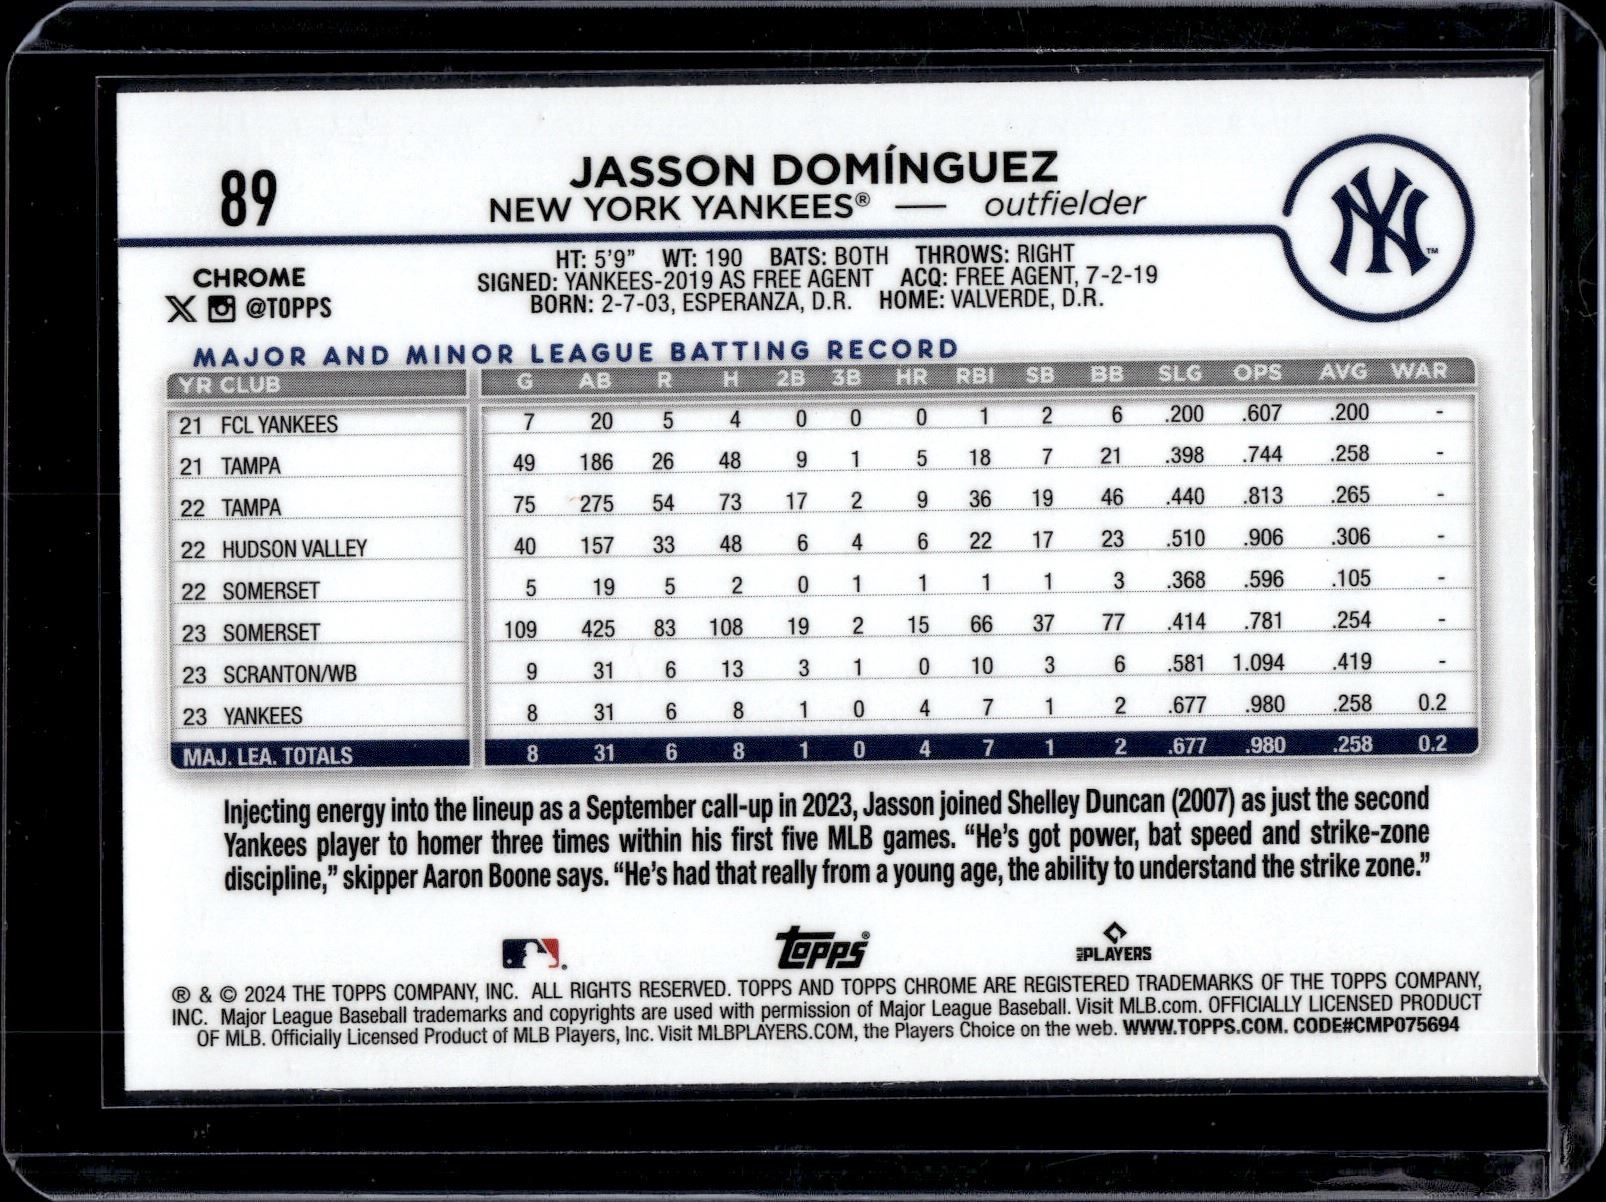 89
JASSON DOMÍNGUEZ
NEW YORK YANKEES® — outfielder
NY™
CHROME
X @TOPPS
HT: 5'9" WT: 190 BATS: BOTH THROWS: RIGHT
SIGNED: YANKEES-2019 AS FREE AGENT ACQ: FREE AGENT, 7-2-19
BORN: 2-7-03, ESPERANZA, D.R. HOME: VALVERDE, D.R.
MAJOR AND MINOR LEAGUE BATTING RECORD
YR CLUB G AB R H 2B 3B HR RBI SB BB SLG OPS AVG WAR
21 FCL YANKEES 7 20 5 4 0 0 0 1 2 6 .200 .607 .200 -
21 TAMPA 49 186 26 48 9 1 5 18 7 21 .398 .744 .258 -
22 TAMPA 75 275 54 73 17 2 9 36 19 46 .440 .813 .265 -
22 HUDSON VALLEY 40 157 33 48 6 4 6 22 17 23 .510 .906 .306 -
22 SOMERSET 5 19 5 2 0 1 1 1 1 3 .368 .596 .105 -
23 SOMERSET 109 425 83 108 19 2 15 66 37 77 .414 .781 .254 -
23 SCRANTON/WB 9 31 6 13 3 1 0 10 3 6 .581 1.094 .419 -
23 YANKEES 8 31 6 8 1 0 4 7 1 2 .677 .980 .258 0.2
MAJ. LEA. TOTALS 8 31 6 8 1 0 4 7 1 2 .677 .980 .258 0.2
Injecting energy into the lineup as a September call-up in 2023, Jasson joined Shelley Duncan (2007) as just the second
Yankees player to homer three times within his first five MLB games. “He’s got power, bat speed and strike-zone
discipline,” skipper Aaron Boone says. “He’s had that really from a young age, the ability to understand the strike zone.”
Topps®
MLB PLAYERS
® & © 2024 THE TOPPS COMPANY, INC. ALL RIGHTS RESERVED. TOPPS AND TOPPS CHROME ARE REGISTERED TRADEMARKS OF THE TOPPS COMPANY,
INC. Major League Baseball trademarks and copyrights are used with permission of Major League Baseball. Visit MLB.com. OFFICIALLY LICENSED PRODUCT
OF MLB. Officially Licensed Product of MLB Players, Inc. Visit MLBPLAYERS.COM, the Players Choice on the web. WWW.TOPPS.COM. CODE#CMP075694